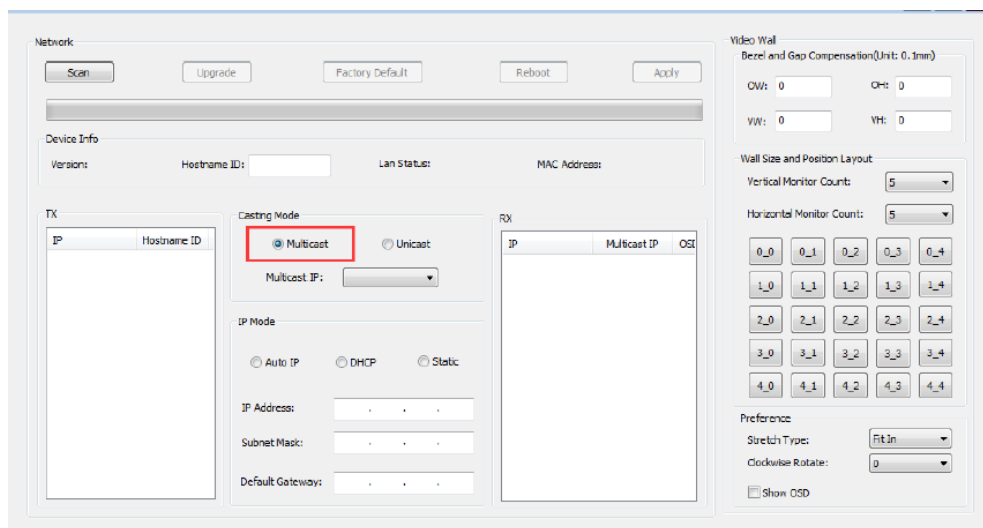 Network
Scan Upgrade Factory Default Reboot Apply
Device Info
Version: Hostname ID: Lan Status: MAC Address:
TX
IP Hostname ID
Casting Mode
Multicast Unicast
Multicast IP:
IP Mode
Auto IP DHCP Static
IP Address:
Subnet Mask:
Default Gateway:
RX
IP Multicast IP OSI
Video Wall
Bezel and Gap Compensation(Unit: 0.1mm)
OW: 0 OH: 0
VW: 0 VH: 0
Wall Size and Position Layout
Vertical Monitor Count: 5
Horizontal Monitor Count: 5
0_0 0_1 0_2 0_3 0_4
1_0 1_1 1_2 1_3 1_4
2_0 2_1 2_2 2_3 2_4
3_0 3_1 3_2 3_3 3_4
4_0 4_1 4_2 4_3 4_4
Preference
Stretch Type: Fit In
Clockwise Rotate: 0
Show OSD